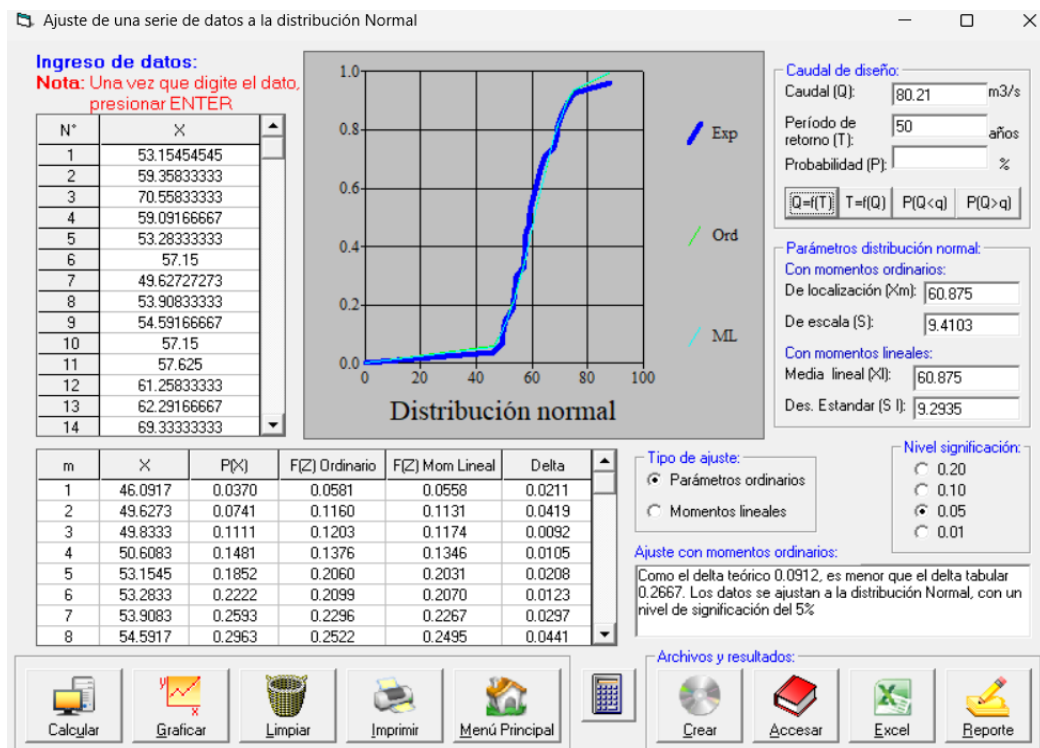 Ajuste de una serie de datos a la distribución Normal
Ingreso de datos:
Nota: Una vez que digite el dato,
presionar ENTER
N° X
1 53.15454545
2 59.35833333
3 70.55833333
4 59.09166667
5 53.28333333
6 57.15
7 49.62727273
8 53.90833333
9 54.59166667
10 57.15
11 57.625
12 61.25833333
13 62.29166667
14 69.33333333
1.0
0.8
0.6
0.4
0.2
0.0
0 20 40 60 80 100
Distribución normal
Exp
Ord
ML
Caudal de diseño:
Caudal (Q): 80.21 m3/s
Período de
retorno (T): 50 años
Probabilidad (P): %
Q=f(T) T=f(Q) P(Q<q) P(Q>q)
Parámetros distribución normal:
Con momentos ordinarios:
De localización (Xm): 60.875
De escala (S): 9.4103
Con momentos lineales:
Media lineal (Xl): 60.875
Des. Estandar (S l): 9.2935
m X P(X) F(Z) Ordinario F(Z) Mom Lineal Delta
1 46.0917 0.0370 0.0581 0.0558 0.0211
2 49.6273 0.0741 0.1160 0.1131 0.0419
3 49.8333 0.1111 0.1203 0.1174 0.0092
4 50.6083 0.1481 0.1376 0.1346 0.0105
5 53.1545 0.1852 0.2060 0.2031 0.0208
6 53.2833 0.2222 0.2099 0.2070 0.0123
7 53.9083 0.2593 0.2296 0.2267 0.0297
8 54.5917 0.2963 0.2522 0.2495 0.0441
Tipo de ajuste:
Parámetros ordinarios
Momentos lineales
Nivel significación:
0.20
0.10
0.05
0.01
Ajuste con momentos ordinarios:
Como el delta teórico 0.0912, es menor que el delta tabular
0.2667. Los datos se ajustan a la distribución Normal, con un
nivel de significación del 5%
Calcular Graficar Limpiar Imprimir Menú Principal
Archivos y resultados:
Crear Accesar Excel Reporte